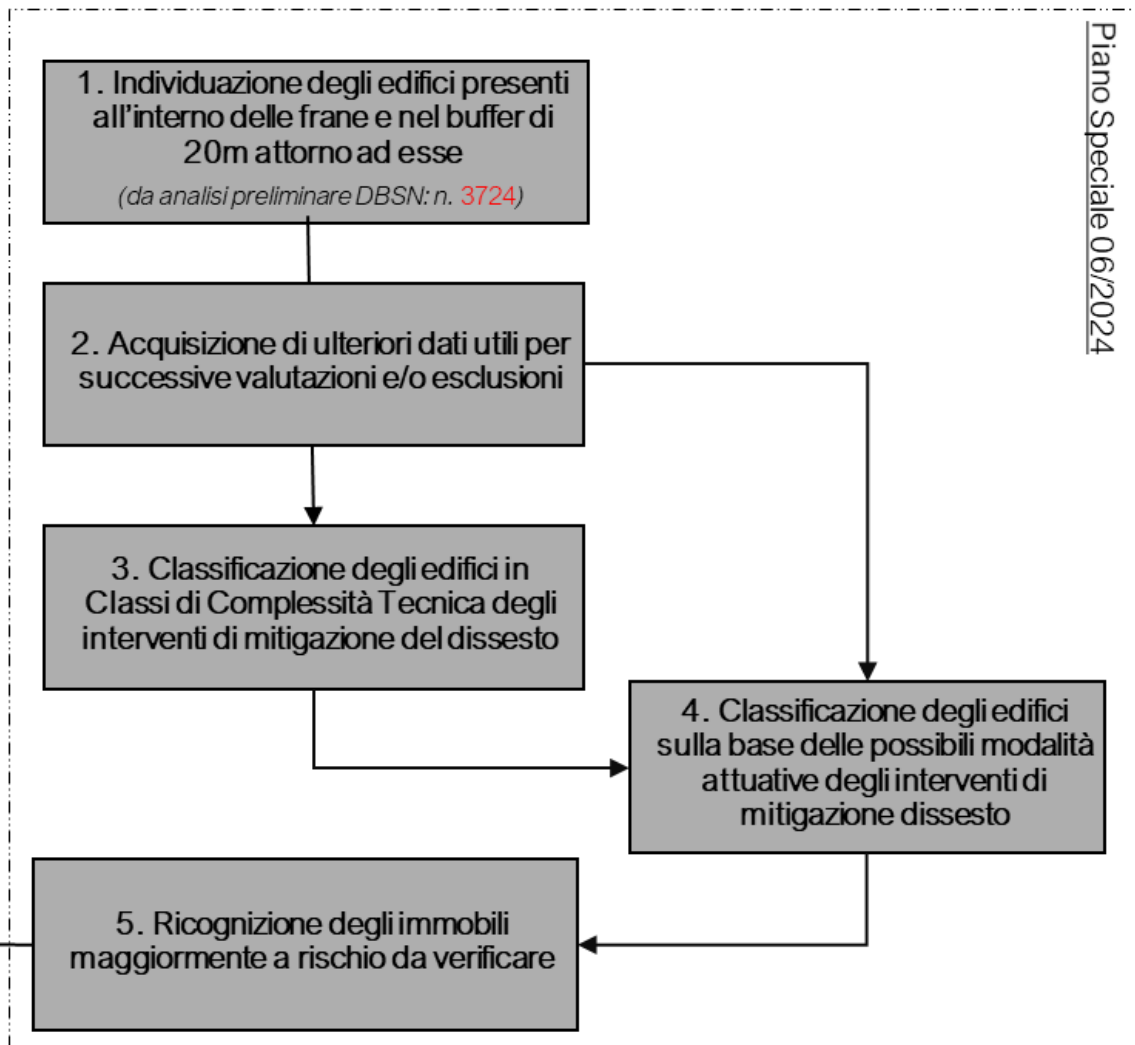 Piano Speciale 06/2024
1. Individuazione degli edifici presenti
all'interno delle frane e nel buffer di
20m attorno ad esse
(da analisi preliminare DBSN: n. 3724)
2. Acquisizione di ulteriori dati utili per
successive valutazioni e/o esclusioni
3. Classificazione degli edifici in
Classi di Complessità Tecnica degli
interventi di mitigazione del dissesto
4. Classificazione degli edifici
sulla base delle possibili modalità
attuative degli interventi di
mitigazione dissesto
5. Ricognizione degli immobili
maggiormente a rischio da verificare